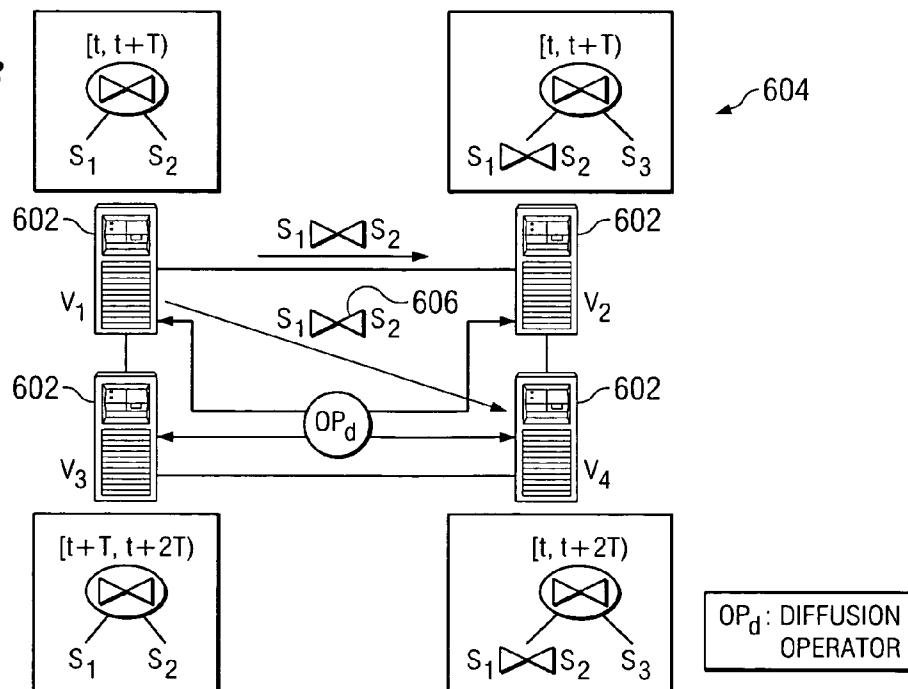 [t, t+T)
S1 S2
[t, t+T)
S1 S2 S3
604
602
V1
S1 S2
S1 S2
606
602
V2
602
V3
OPd
602
V4
[t+T, t+2T)
S1 S2
[t, t+2T)
S1 S2 S3
OPd: DIFFUSION
OPERATOR